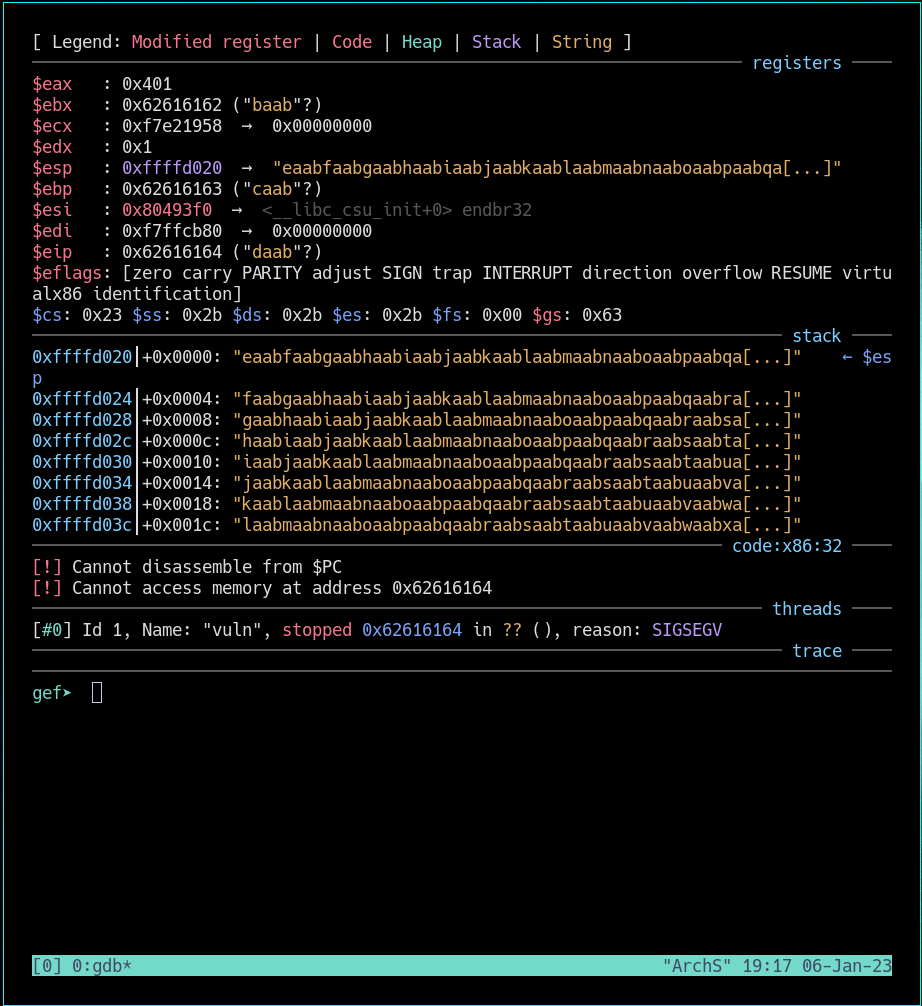 [ Legend: Modified register | Code | Heap | Stack | String ]
registers
$eax   : 0x401
$ebx   : 0x62616162 ("baab"?)
$ecx   : 0xf7e21958  →  0x00000000
$edx   : 0x1
$esp   : 0xffffd020  →  "eaabfaabgaabhaabiaabjaabkaablaabmaabnaaboaabpaabqa[...]"
$ebp   : 0x62616163 ("caab"?)
$esi   : 0x80493f0  →  <__libc_csu_init+0> endbr32
$edi   : 0xf7ffcb80  →  0x00000000
$eip   : 0x62616164 ("daab"?)
$eflags: [zero carry PARITY adjust SIGN trap INTERRUPT direction overflow RESUME virtu
alx86 identification]
$cs: 0x23 $ss: 0x2b $ds: 0x2b $es: 0x2b $fs: 0x00 $gs: 0x63
stack
0xffffd020│+0x0000: "eaabfaabgaabhaabiaabjaabkaablaabmaabnaaboaabpaabqa[...]"    ← $es
p
0xffffd024│+0x0004: "faabgaabhaabiaabjaabkaablaabmaabnaaboaabpaabqaabra[...]"
0xffffd028│+0x0008: "gaabhaabiaabjaabkaablaabmaabnaaboaabpaabqaabraabsa[...]"
0xffffd02c│+0x000c: "haabiaabjaabkaablaabmaabnaaboaabpaabqaabraabsaabta[...]"
0xffffd030│+0x0010: "iaabjaabkaablaabmaabnaaboaabpaabqaabraabsaabtaabua[...]"
0xffffd034│+0x0014: "jaabkaablaabmaabnaaboaabpaabqaabraabsaabtaabuaabva[...]"
0xffffd038│+0x0018: "kaablaabmaabnaaboaabpaabqaabraabsaabtaabuaabvaabwa[...]"
0xffffd03c│+0x001c: "laabmaabnaaboaabpaabqaabraabsaabtaabuaabvaabwaabxa[...]"
code:x86:32
[!] Cannot disassemble from $PC
[!] Cannot access memory at address 0x62616164
threads
[#0] Id 1, Name: "vuln", stopped 0x62616164 in ?? (), reason: SIGSEGV
trace
gef➤
[0] 0:gdb* "ArchS" 19:17 06-Jan-23